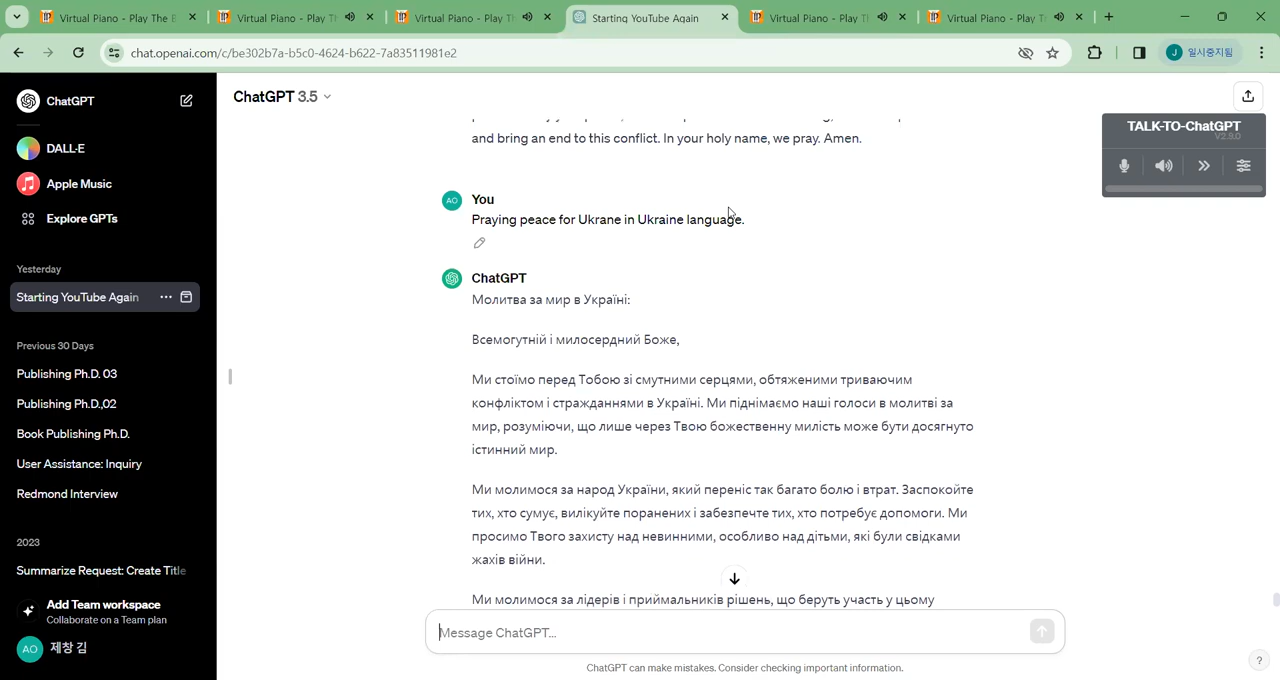 Virtual Piano - Play The B
Virtual Piano - Play Th
Virtual Piano - Play Th
Starting YouTube Again
Virtual Piano - Play Th
Virtual Piano - Play Th
chat.openai.com/c/be302b7a-b5c0-4624-b622-7a83511981e2
J 일시중지됨
ChatGPT
DALL·E
Apple Music
Explore GPTs
Yesterday
Starting YouTube Again
Previous 30 Days
Publishing Ph.D. 03
Publishing Ph.D.,02
Book Publishing Ph.D.
User Assistance: Inquiry
Redmond Interview
2023
Summarize Request: Create Title
Add Team workspace
Collaborate on a Team plan
AO 제창 김
ChatGPT 3.5
TALK-TO-ChatGPT
V2.9.0
and bring an end to this conflict. In your holy name, we pray. Amen.
AO You
Praying peace for Ukrane in Ukraine language.
ChatGPT
Молитва за мир в Україні:
Всемогутній і милосердний Боже,
Ми стоїмо перед Тобою зі смутними серцями, обтяженими триваючим
конфліктом і стражданнями в Україні. Ми піднімаємо наші голоси в молитві за
мир, розуміючи, що лише через Твою божественну милість може бути досягнуто
істинний мир.
Ми молимося за народ України, який переніс так багато болю і втрат. Заспокойте
тих, хто сумує, вилікуйте поранених і забезпечте тих, хто потребує допомоги. Ми
просимо Твого захисту над невинними, особливо над дітьми, які були свідками
жахів війни.
Ми молимося за лідерів і приймальників рішень, що беруть участь у цьому
Message ChatGPT...
ChatGPT can make mistakes. Consider checking important information.
?